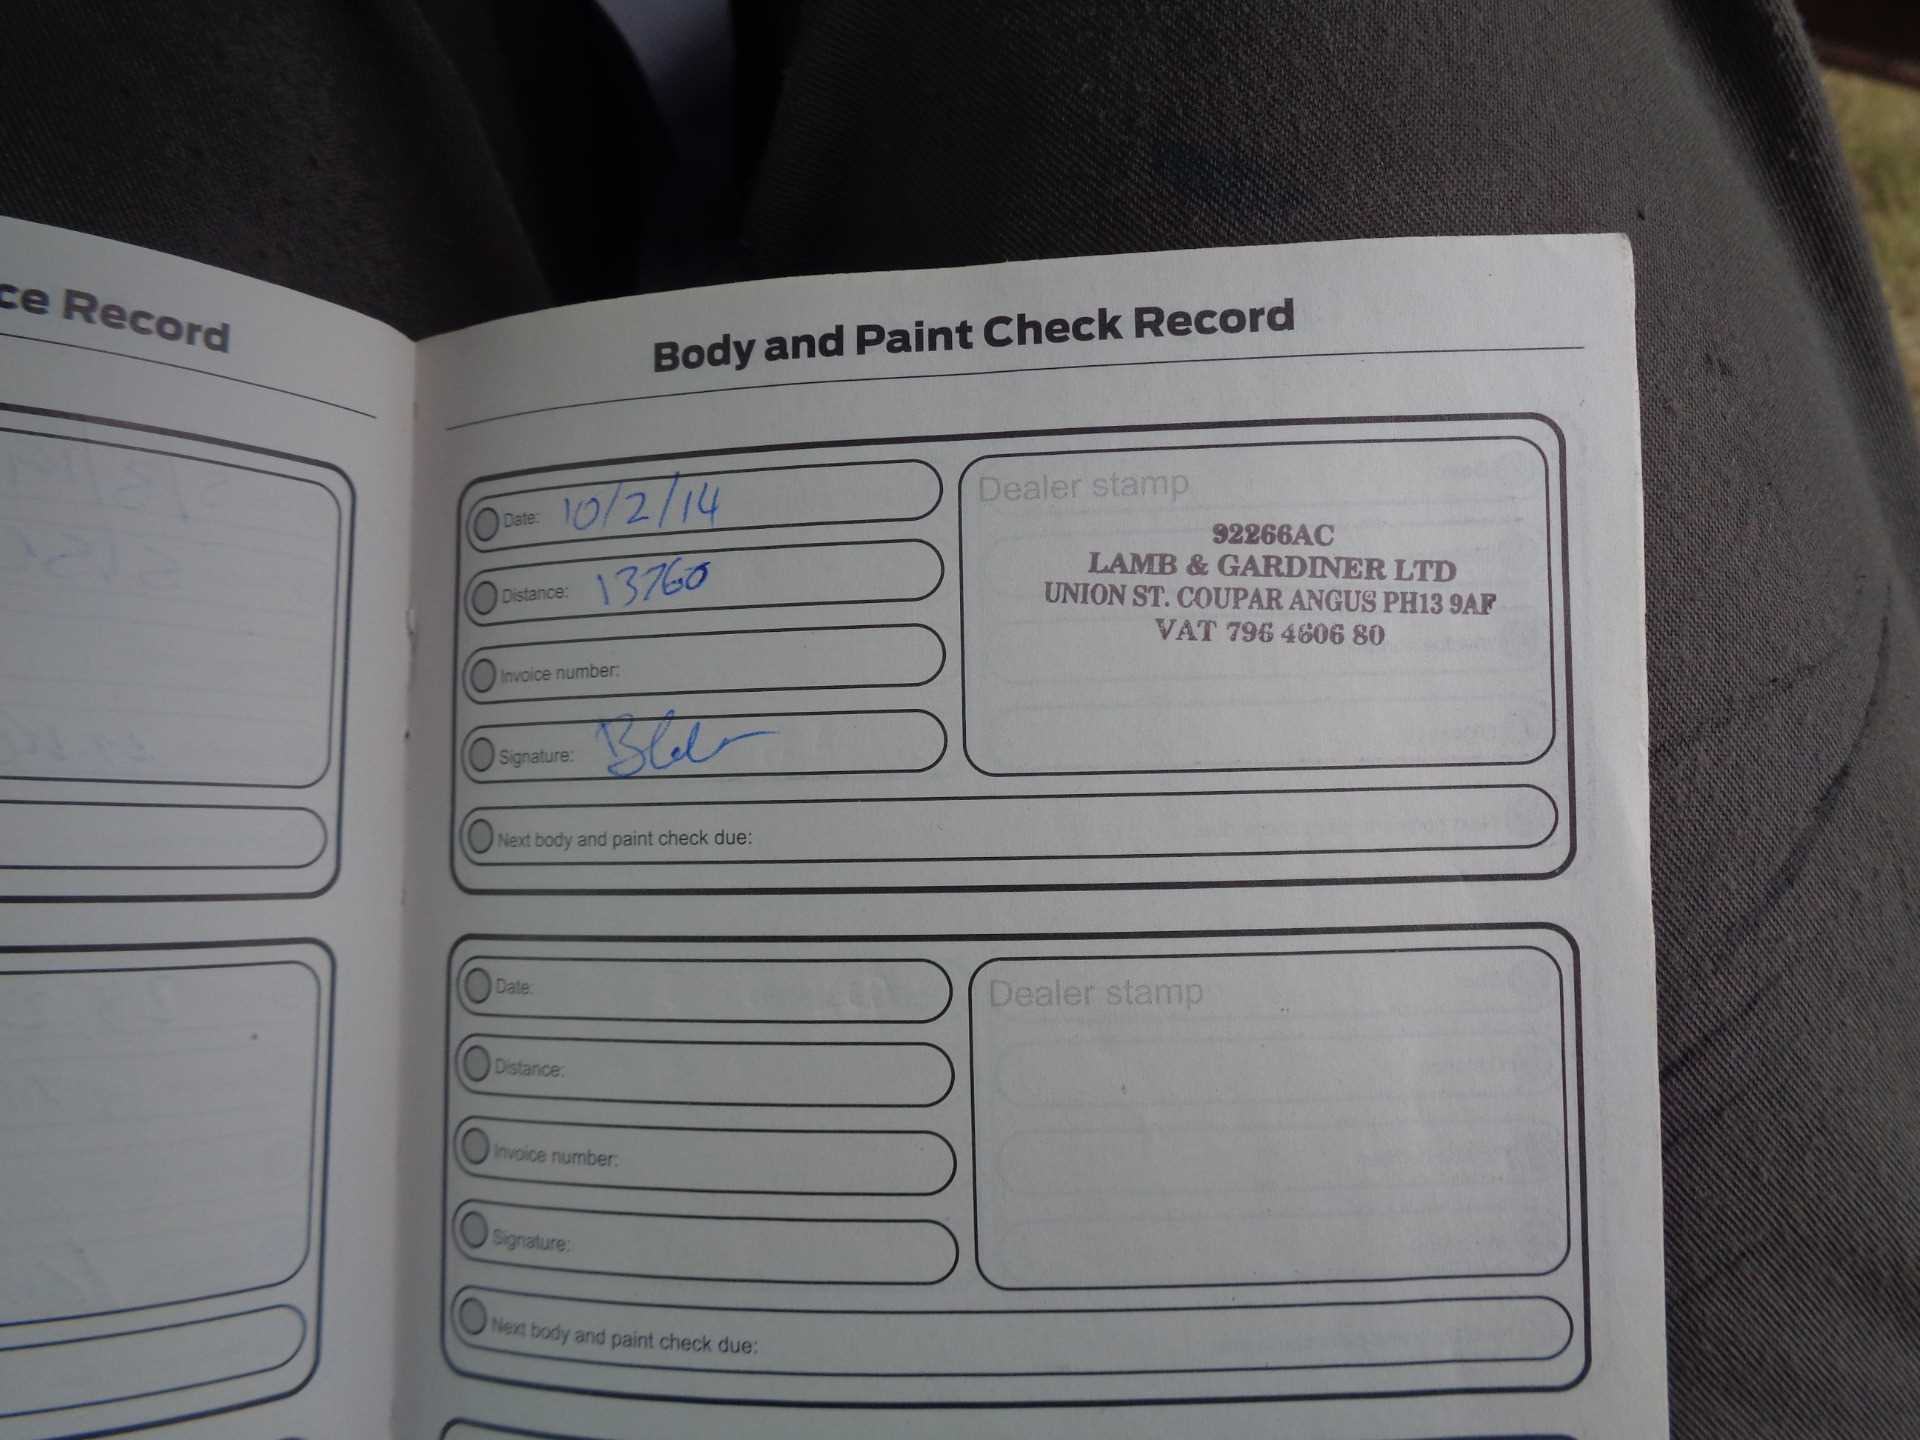 ce Record
Body and Paint Check Record
Date: 10/2/14
Distance: 13760
Invoice number:
Signature:
Next body and paint check due:
Dealer stamp
92266AC
LAMB & GARDINER LTD
UNION ST. COUPAR ANGUS PH13 9AF
VAT 796 4606 80
Date:
Distance:
Invoice number:
Signature:
Next body and paint check due:
Dealer stamp